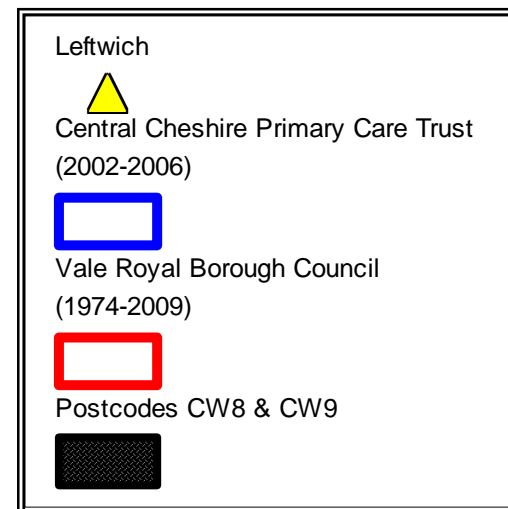 Leftwich
Central Cheshire Primary Care Trust
(2002-2006)
Vale Royal Borough Council
(1974-2009)
Postcodes CW8 & CW9